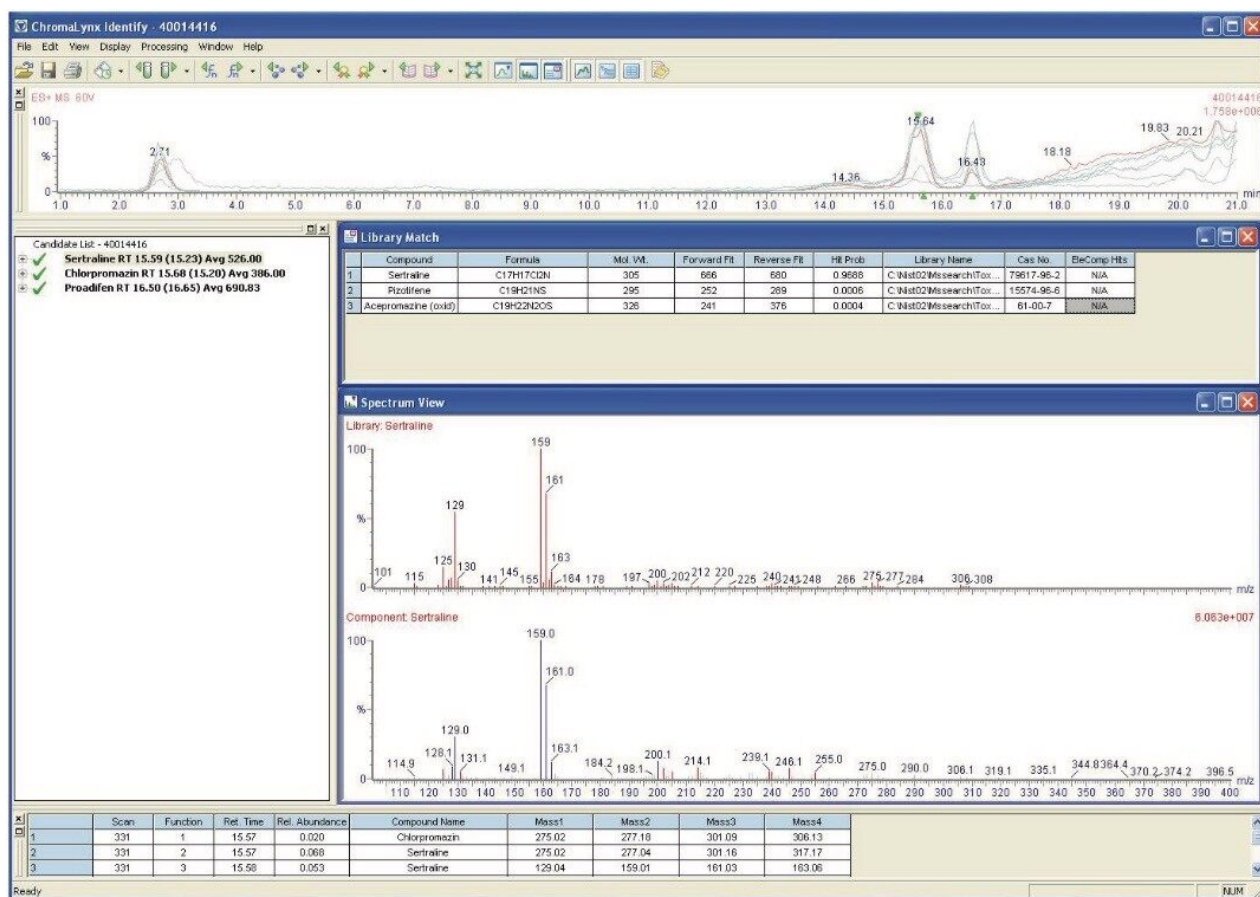 ChromaLynx Identify - 40014416
File Edit View Display Processing Window Help
ES+ MS 60V 40014416
1.758e+006
100
%
0
2.71 14.36 15.64 16.43 18.18 19.83 20.21
1.0 2.0 3.0 4.0 5.0 6.0 7.0 8.0 9.0 10.0 11.0 12.0 13.0 14.0 15.0 16.0 17.0 18.0 19.0 20.0 21.0 min
Candidate List - 40014416
Sertraline RT 15.59 (15.23) Avg 526.00
Chlorpromazin RT 15.68 (15.20) Avg 386.00
Proadifen RT 16.50 (16.65) Avg 690.83
Library Match
Compound Formula Mol. Wt. Forward Fit Reverse Fit Hit Prob Library Name Cas No. EleComp Hits
1 Sertraline C17H17Cl2N 305 666 680 0.9688 C:\Nist02\Mssearch\Tox... 79617-96-2 N/A
2 Pizotifene C19H21NS 295 252 289 0.0006 C:\Nist02\Mssearch\Tox... 15574-96-6 N/A
3 Acepromazine (oxid) C19H22N2OS 326 241 376 0.0004 C:\Nist02\Mssearch\Tox... 61-00-7 N/A
Spectrum View
Library: Sertraline
100
%
0
101 115 125 129 130 141 145 155 159 161 163 164 178 197 200 202 212 220 225 240 241 248 266 275 277 284 306 308 m/z
Component: Sertraline 6.063e+007
100
%
0
114.9 128.1 129.0 131.1 149.1 159.0 161.0 163.1 184.2 198.1 200.1 214.1 239.1 246.1 255.0 275.0 290.0 306.1 319.1 335.1 344.8 364.4 370.2 374.2 396.5 m/z
110 120 130 140 150 160 170 180 190 200 210 220 230 240 250 260 270 280 290 300 310 320 330 340 350 360 370 380 390 400
Scan Function Ret. Time Rel. Abundance Compound Name Mass1 Mass2 Mass3 Mass4
1 331 1 15.57 0.020 Chlorpromazin 275.02 277.18 301.09 306.13
2 331 2 15.57 0.068 Sertraline 275.02 277.04 301.16 317.17
3 331 3 15.58 0.053 Sertraline 129.04 159.01 161.03 163.06
Ready NUM